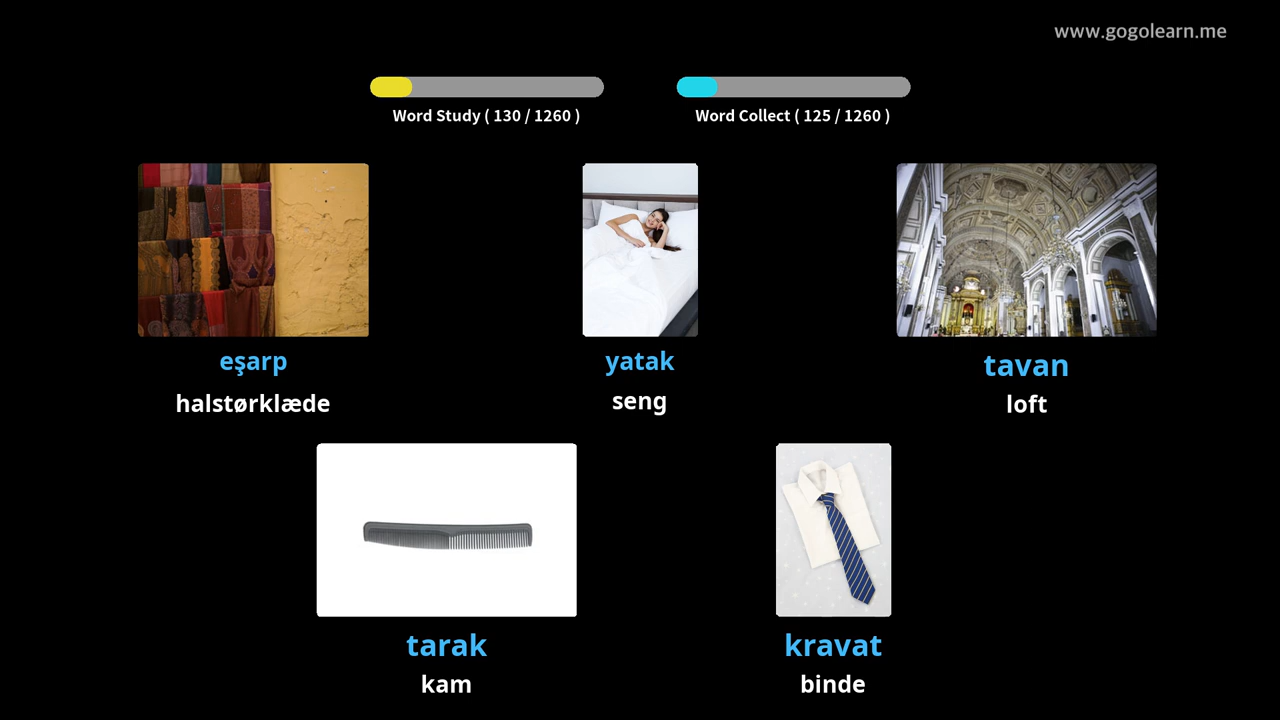 www.gogolearn.me
Word Study ( 130 / 1260 )
Word Collect ( 125 / 1260 )
eşarp
halstørklæde
yatak
seng
tavan
loft
tarak
kam
kravat
binde